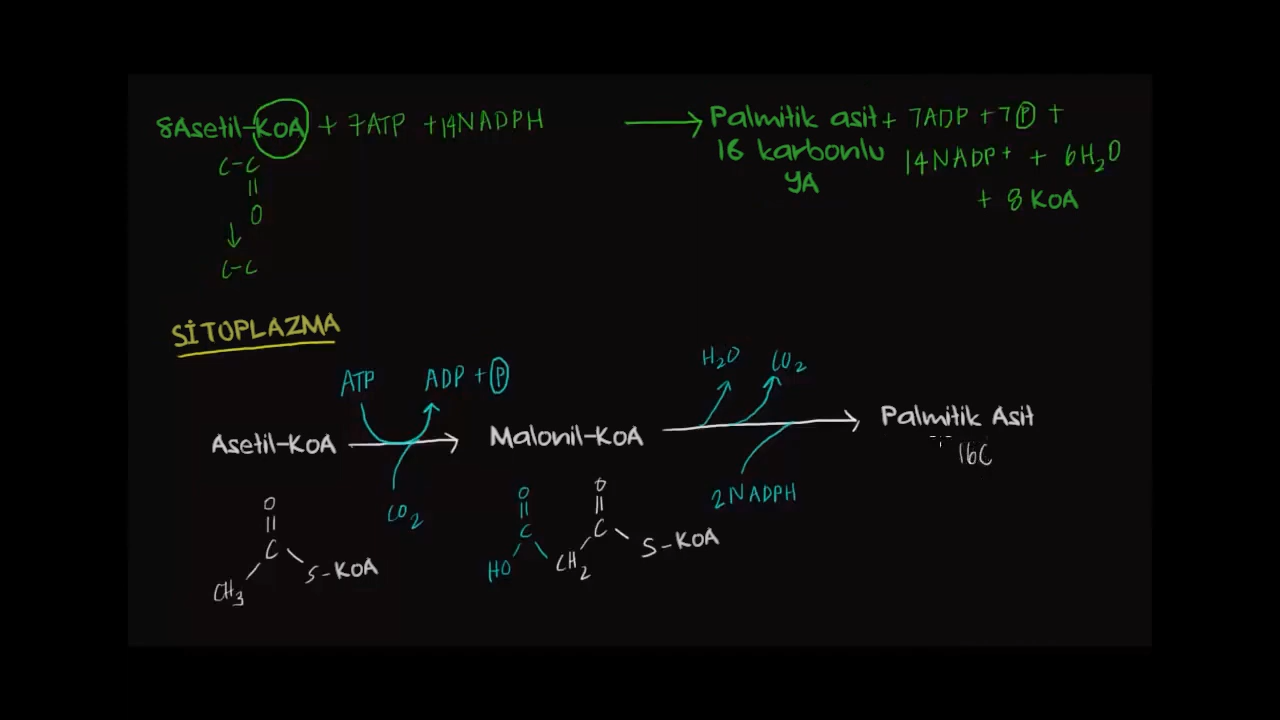 8Asetil-KoA + 7ATP +14NADPH → Palmitik asit + 7ADP + 7 P +
16 karbonlu 14NADP+ + 6H2O
YA + 8 KoA
C-C
||
O
↓
C-C
SİTOPLAZMA
ATP ADP + P H2O CO2
Asetil-KoA → Malonil-KoA → Palmitik Asit
16C
CO2 2NADPH
O O O
|| || ||
C C C
CH3 S-KoA HO CH2 S-KoA